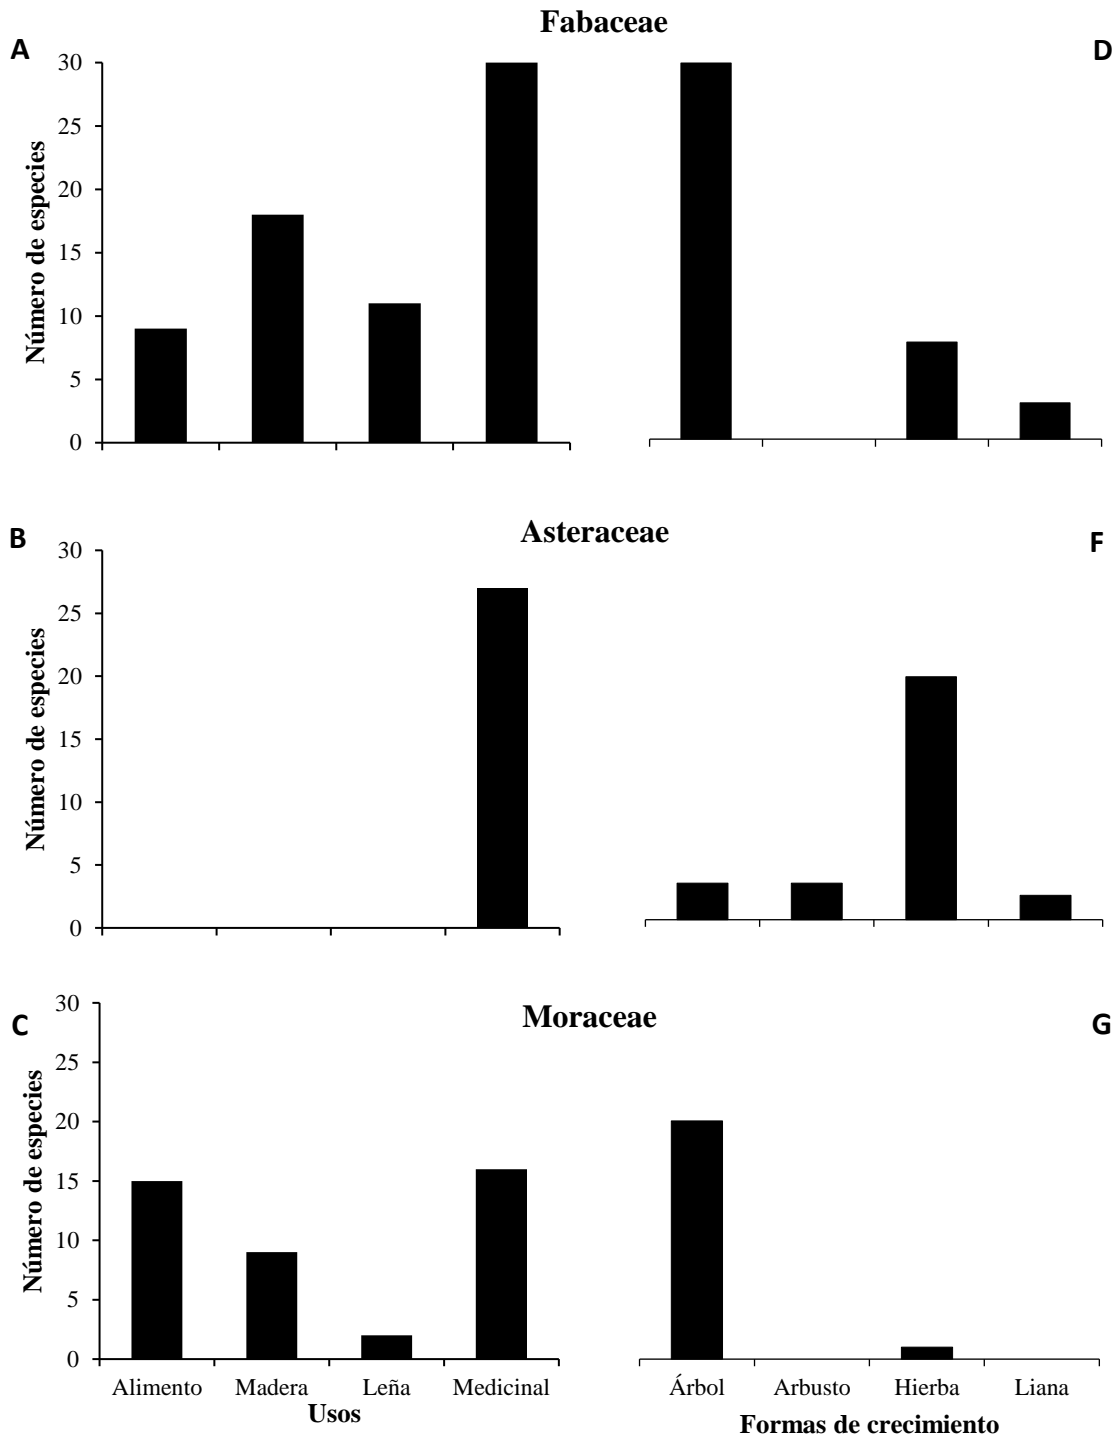 Fabaceae
A
D
Número de especies
30
25
20
15
10
5
0
Asteraceae
B
F
Número de especies
30
25
20
15
10
5
0
Moraceae
C
G
Número de especies
30
25
20
15
10
5
0
Alimento Madera Leña Medicinal
Usos
Árbol Arbusto Hierba Liana
Formas de crecimiento